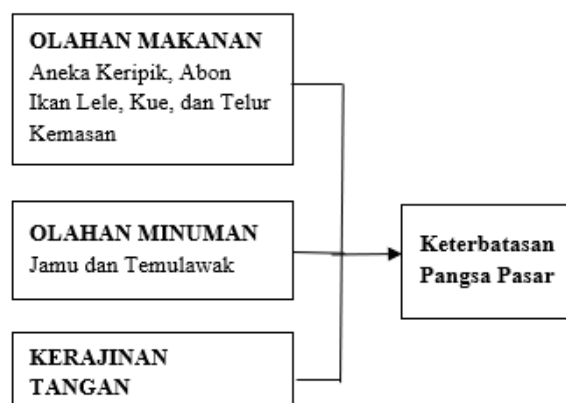 OLAHAN MAKANAN
Aneka Keripik, Abon
Ikan Lele, Kue, dan Telur
Kemasan
OLAHAN MINUMAN
Jamu dan Temulawak
KERAJINAN
TANGAN
Keterbatasan
Pangsa Pasar